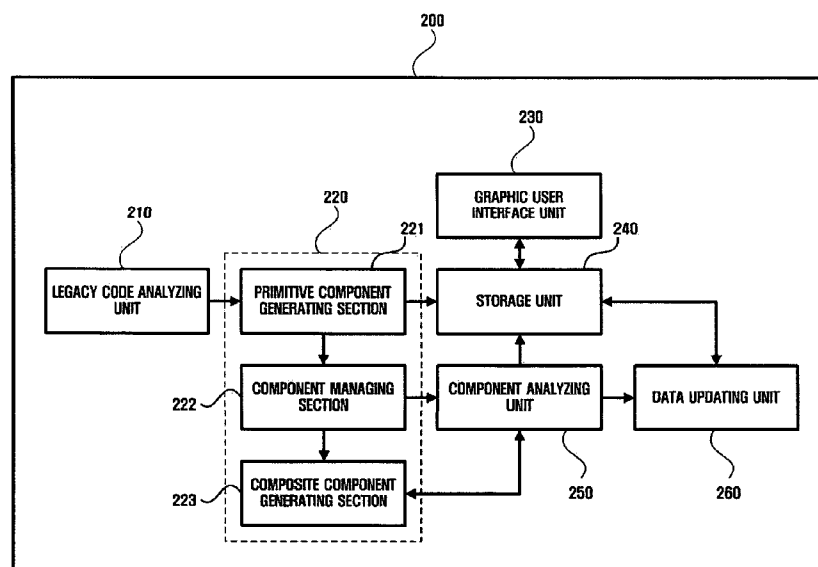 200
230
GRAPHIC USER
INTERFACE UNIT
220
210
221
240
LEGACY CODE ANALYZING
UNIT
PRIMITIVE COMPONENT
GENERATING SECTION
STORAGE UNIT
222
COMPONENT MANAGING
SECTION
COMPONENT ANALYZING
UNIT
DATA UPDATING UNIT
223
COMPOSITE COMPONENT
GENERATING SECTION
250
260